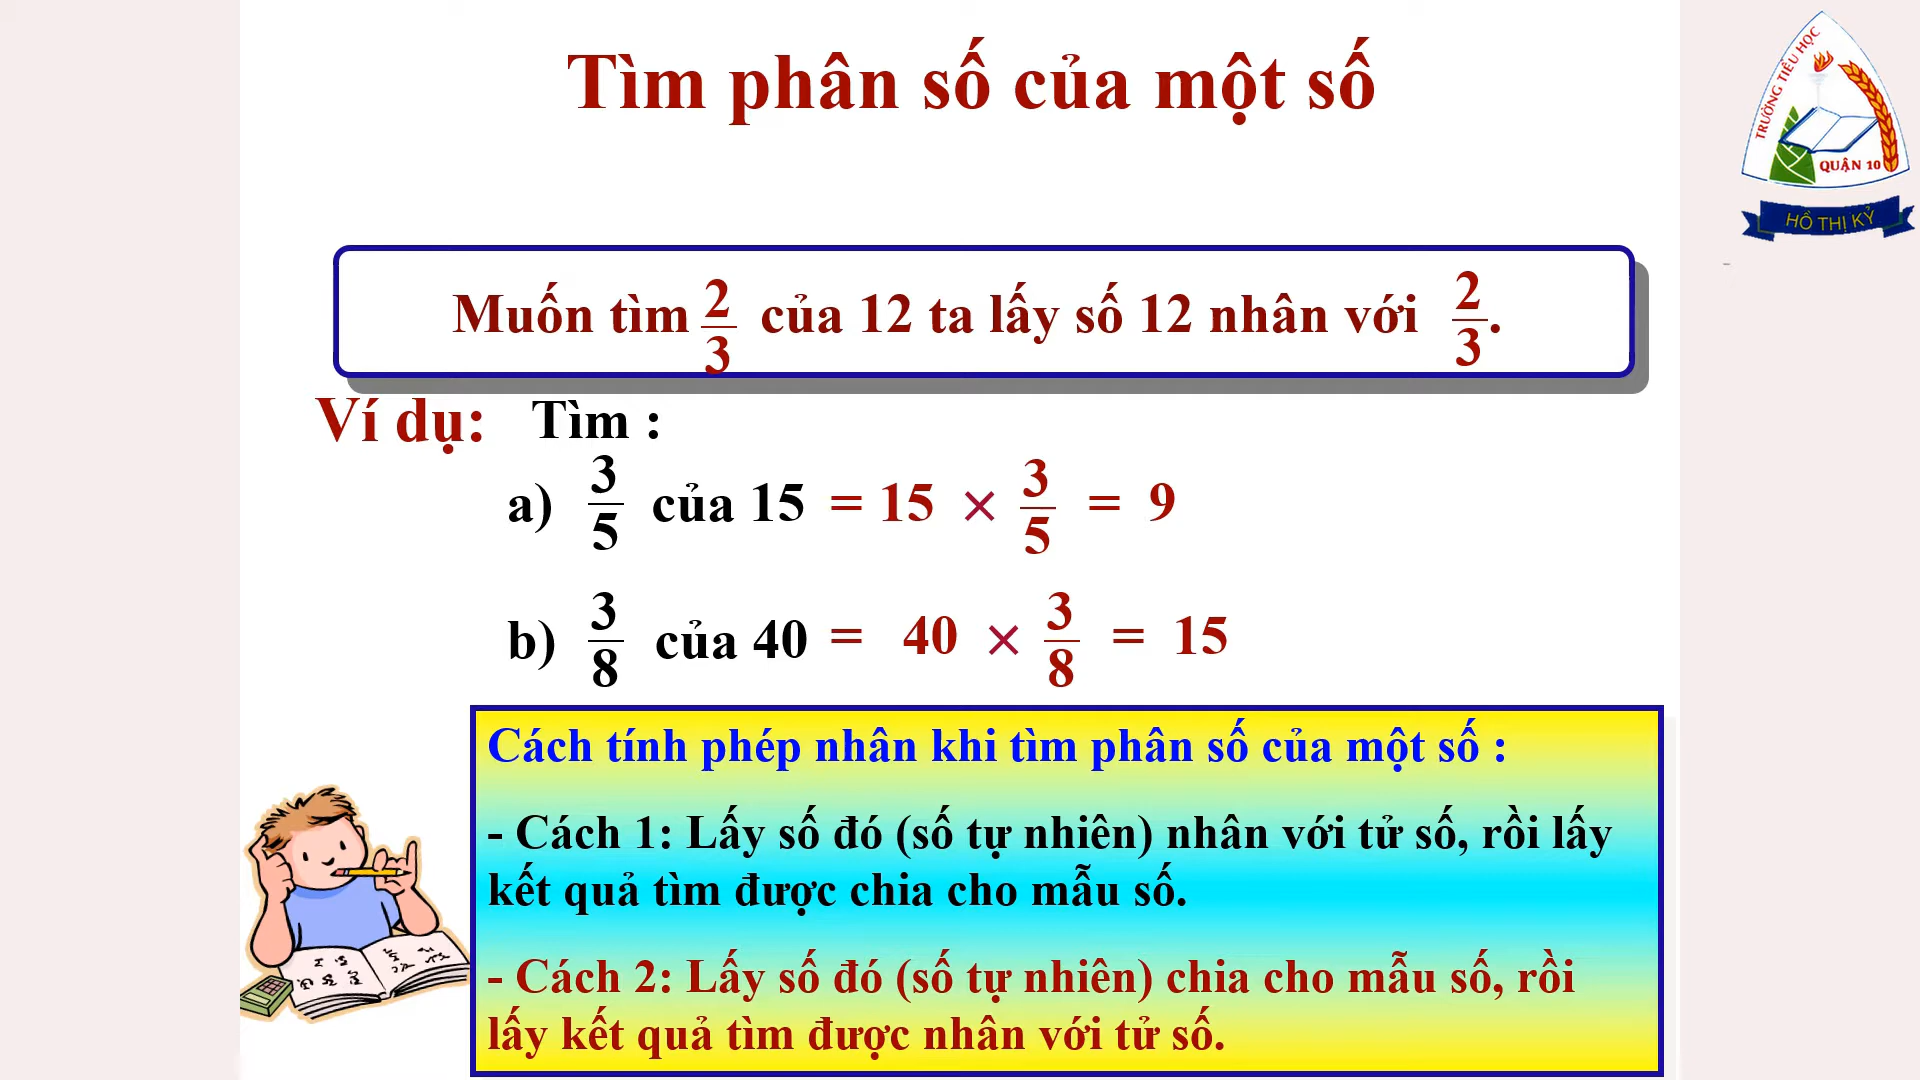 Tìm phân số của một số
TRƯỜNG TIỂU HỌC
QUẬN 10
HỒ THỊ KỶ
Muốn tìm 2/3 của 12 ta lấy số 12 nhân với 2/3.
Ví dụ: Tìm :
a) 3/5 của 15 = 15 × 3/5 = 9
b) 3/8 của 40 = 40 × 3/8 = 15
Cách tính phép nhân khi tìm phân số của một số :
- Cách 1: Lấy số đó (số tự nhiên) nhân với tử số, rồi lấy
kết quả tìm được chia cho mẫu số.
- Cách 2: Lấy số đó (số tự nhiên) chia cho mẫu số, rồi
lấy kết quả tìm được nhân với tử số.